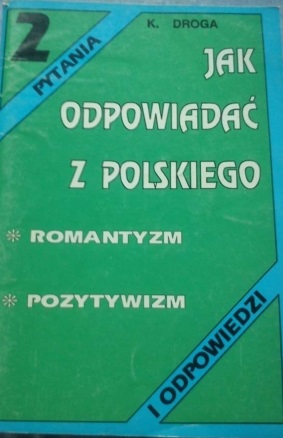 2
PYTANIA
K. DROGA
JAK
ODPOWIADAĆ
Z POLSKIEGO
* ROMANTYZM
* POZYTYWIZM
I ODPOWIEDZI